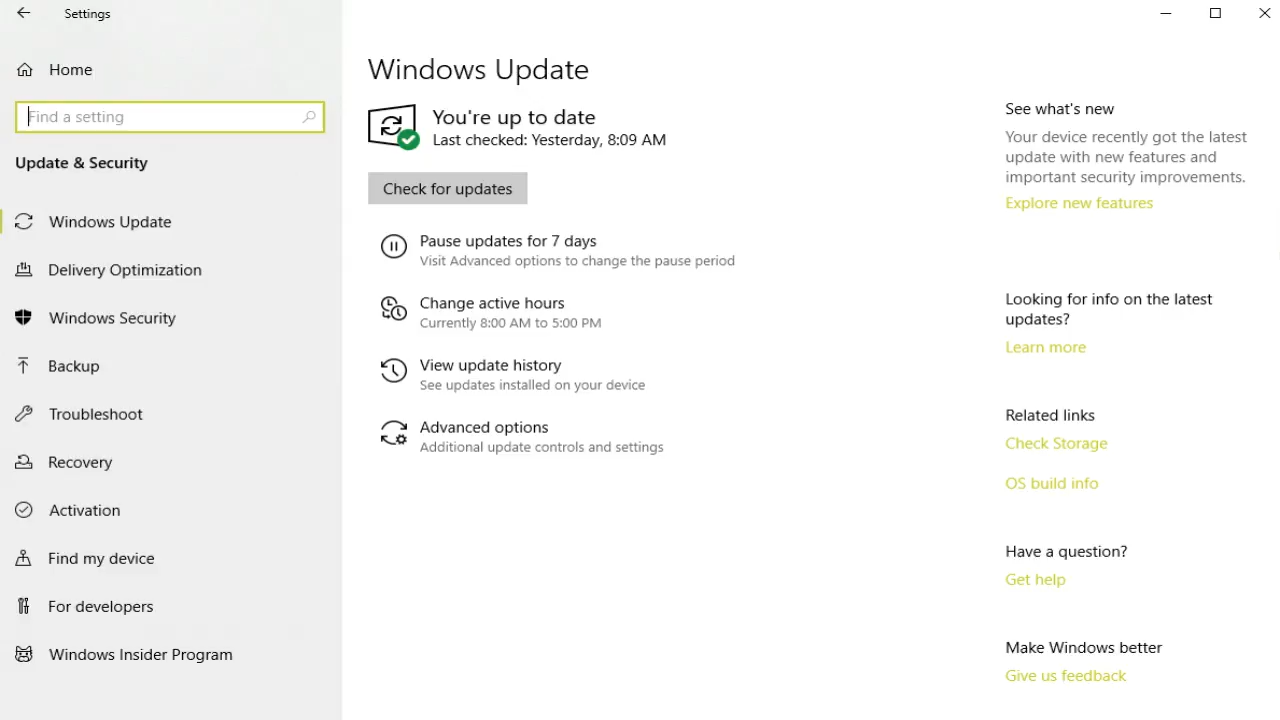 Settings
Home
Find a setting
Update & Security
Windows Update
Delivery Optimization
Windows Security
Backup
Troubleshoot
Recovery
Activation
Find my device
For developers
Windows Insider Program
Windows Update
You're up to date
Last checked: Yesterday, 8:09 AM
Check for updates
Pause updates for 7 days
Visit Advanced options to change the pause period
Change active hours
Currently 8:00 AM to 5:00 PM
View update history
See updates installed on your device
Advanced options
Additional update controls and settings
See what's new
Your device recently got the latest
update with new features and
important security improvements.
Explore new features
Looking for info on the latest
updates?
Learn more
Related links
Check Storage
OS build info
Have a question?
Get help
Make Windows better
Give us feedback